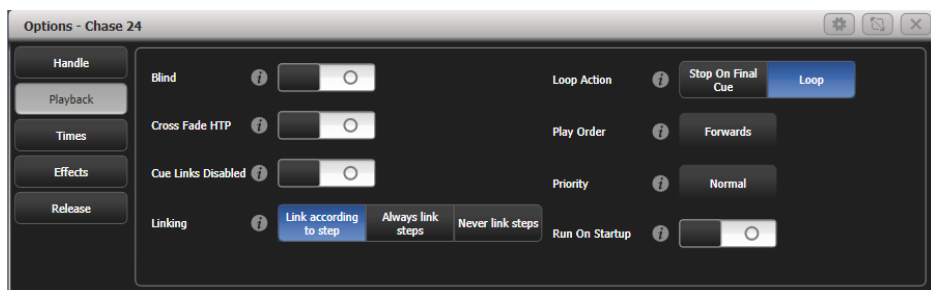 Options - Chase 24
Handle
Playback
Times
Effects
Release
Blind
Cross Fade HTP
Cue Links Disabled
Linking
Link according
to step
Always link
steps
Never link steps
Loop Action
Stop On Final
Cue
Loop
Play Order
Forwards
Priority
Normal
Run On Startup